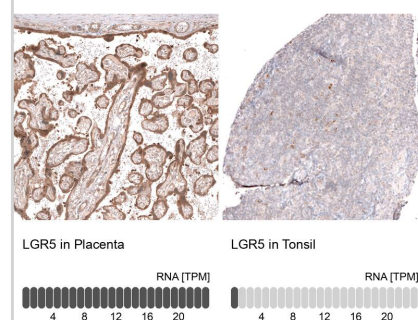 LGR5 in Placenta
RNA [TPM]
4 8 12 16 20
LGR5 in Tonsil
RNA [TPM]
4 8 12 16 20